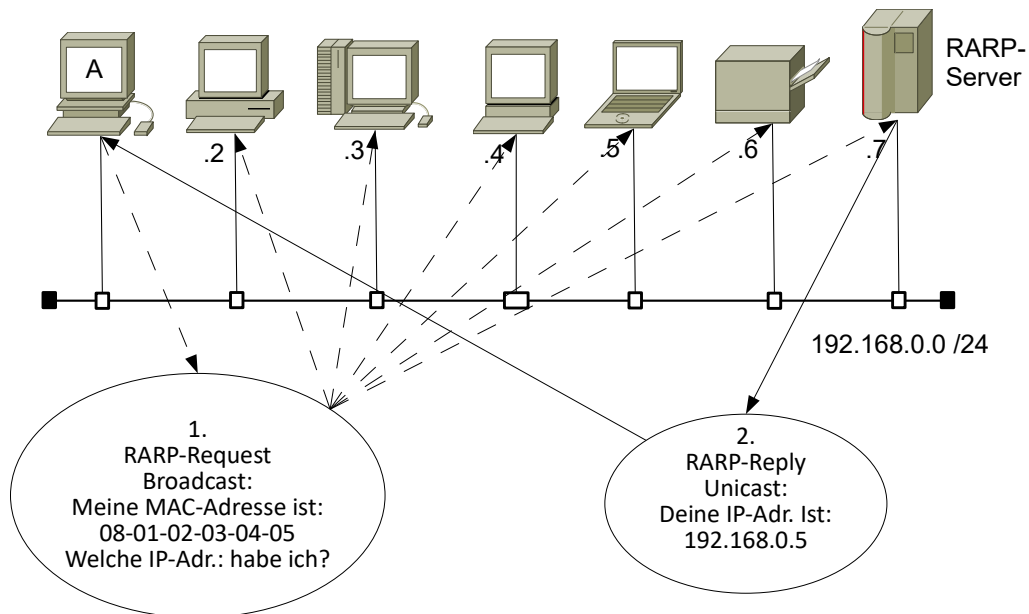 A
RARP-
Server
.2
.3
.4
.5
.6
.7
192.168.0.0 /24
1.
RARP-Request
Broadcast:
Meine MAC-Adresse ist:
08-01-02-03-04-05
Welche IP-Adr.: habe ich?
2.
RARP-Reply
Unicast:
Deine IP-Adr. Ist:
192.168.0.5